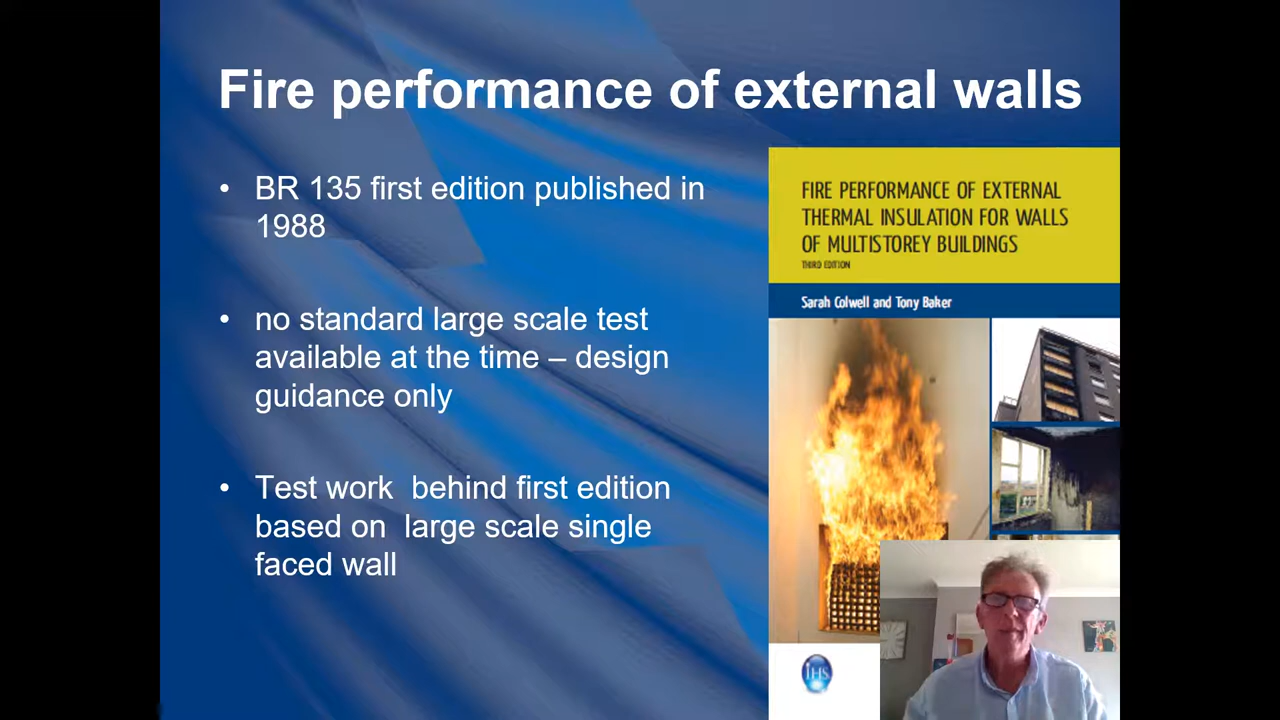 Fire performance of external walls
• BR 135 first edition published in
1988
• no standard large scale test
available at the time – design
guidance only
• Test work  behind first edition
based on  large scale single
faced wall
FIRE PERFORMANCE OF EXTERNAL
THERMAL INSULATION FOR WALLS
OF MULTISTOREY BUILDINGS
THIRD EDITION
Sarah Colwell and Tony Baker
IHS